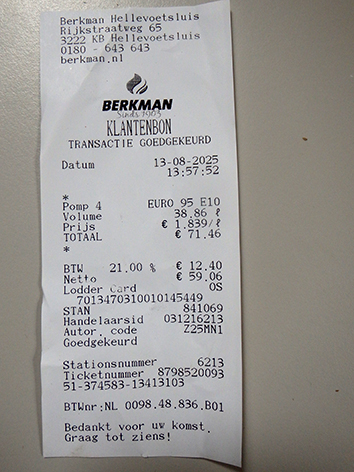 Berkman Hellevoetsluis
Rijkstraatweg 65
3222 KB Hellevoetsluis
0180 - 643 643
berkman.nl
BERKMAN
Sinds 1903
KLANTENBON
TRANSACTIE GOEDGEKEURD
Datum 13-08-2025
13:57:52
*
Pomp 4 EURO 95 E10
Volume 38,86 ℓ
Prijs € 1.839/ℓ
TOTAAL € 71.46
*
BTW 21.00 % € 12.40
Netto € 59.06
Lodder Card OS
7013470310010145449
STAN 841069
Handelaarsid 031216213
Autor. code Z25MN1
Goedgekeurd
Stationsnummer 6213
Ticketnummer 8798520093
51-374583-13413103
BTWnr:NL 0098.48.836.B01
Bedankt voor uw komst.
Graag tot ziens!